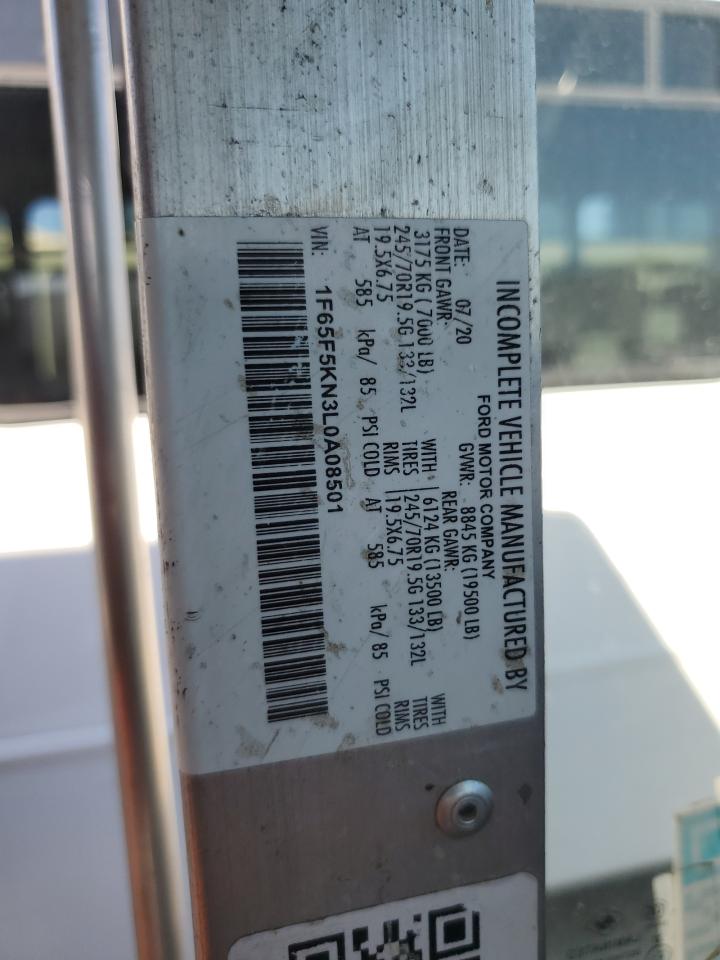 INCOMPLETE VEHICLE MANUFACTURED BY
FORD MOTOR COMPANY
DATE: 07/20 GVWR: 8845 KG (19500 LB)
FRONT GAWR: REAR GAWR:
3175 KG (7000 LB) WITH 6124 KG (13500 LB) WITH
245/70R19.5G 133/132L TIRES 245/70R19.5G 133/132L TIRES
19.5X6.75 RIMS 19.5X6.75 RIMS
AT 585 kPa/ 85 PSI COLD AT 585 kPa/ 85 PSI COLD
VIN: 1F65F5KN3L0A08501